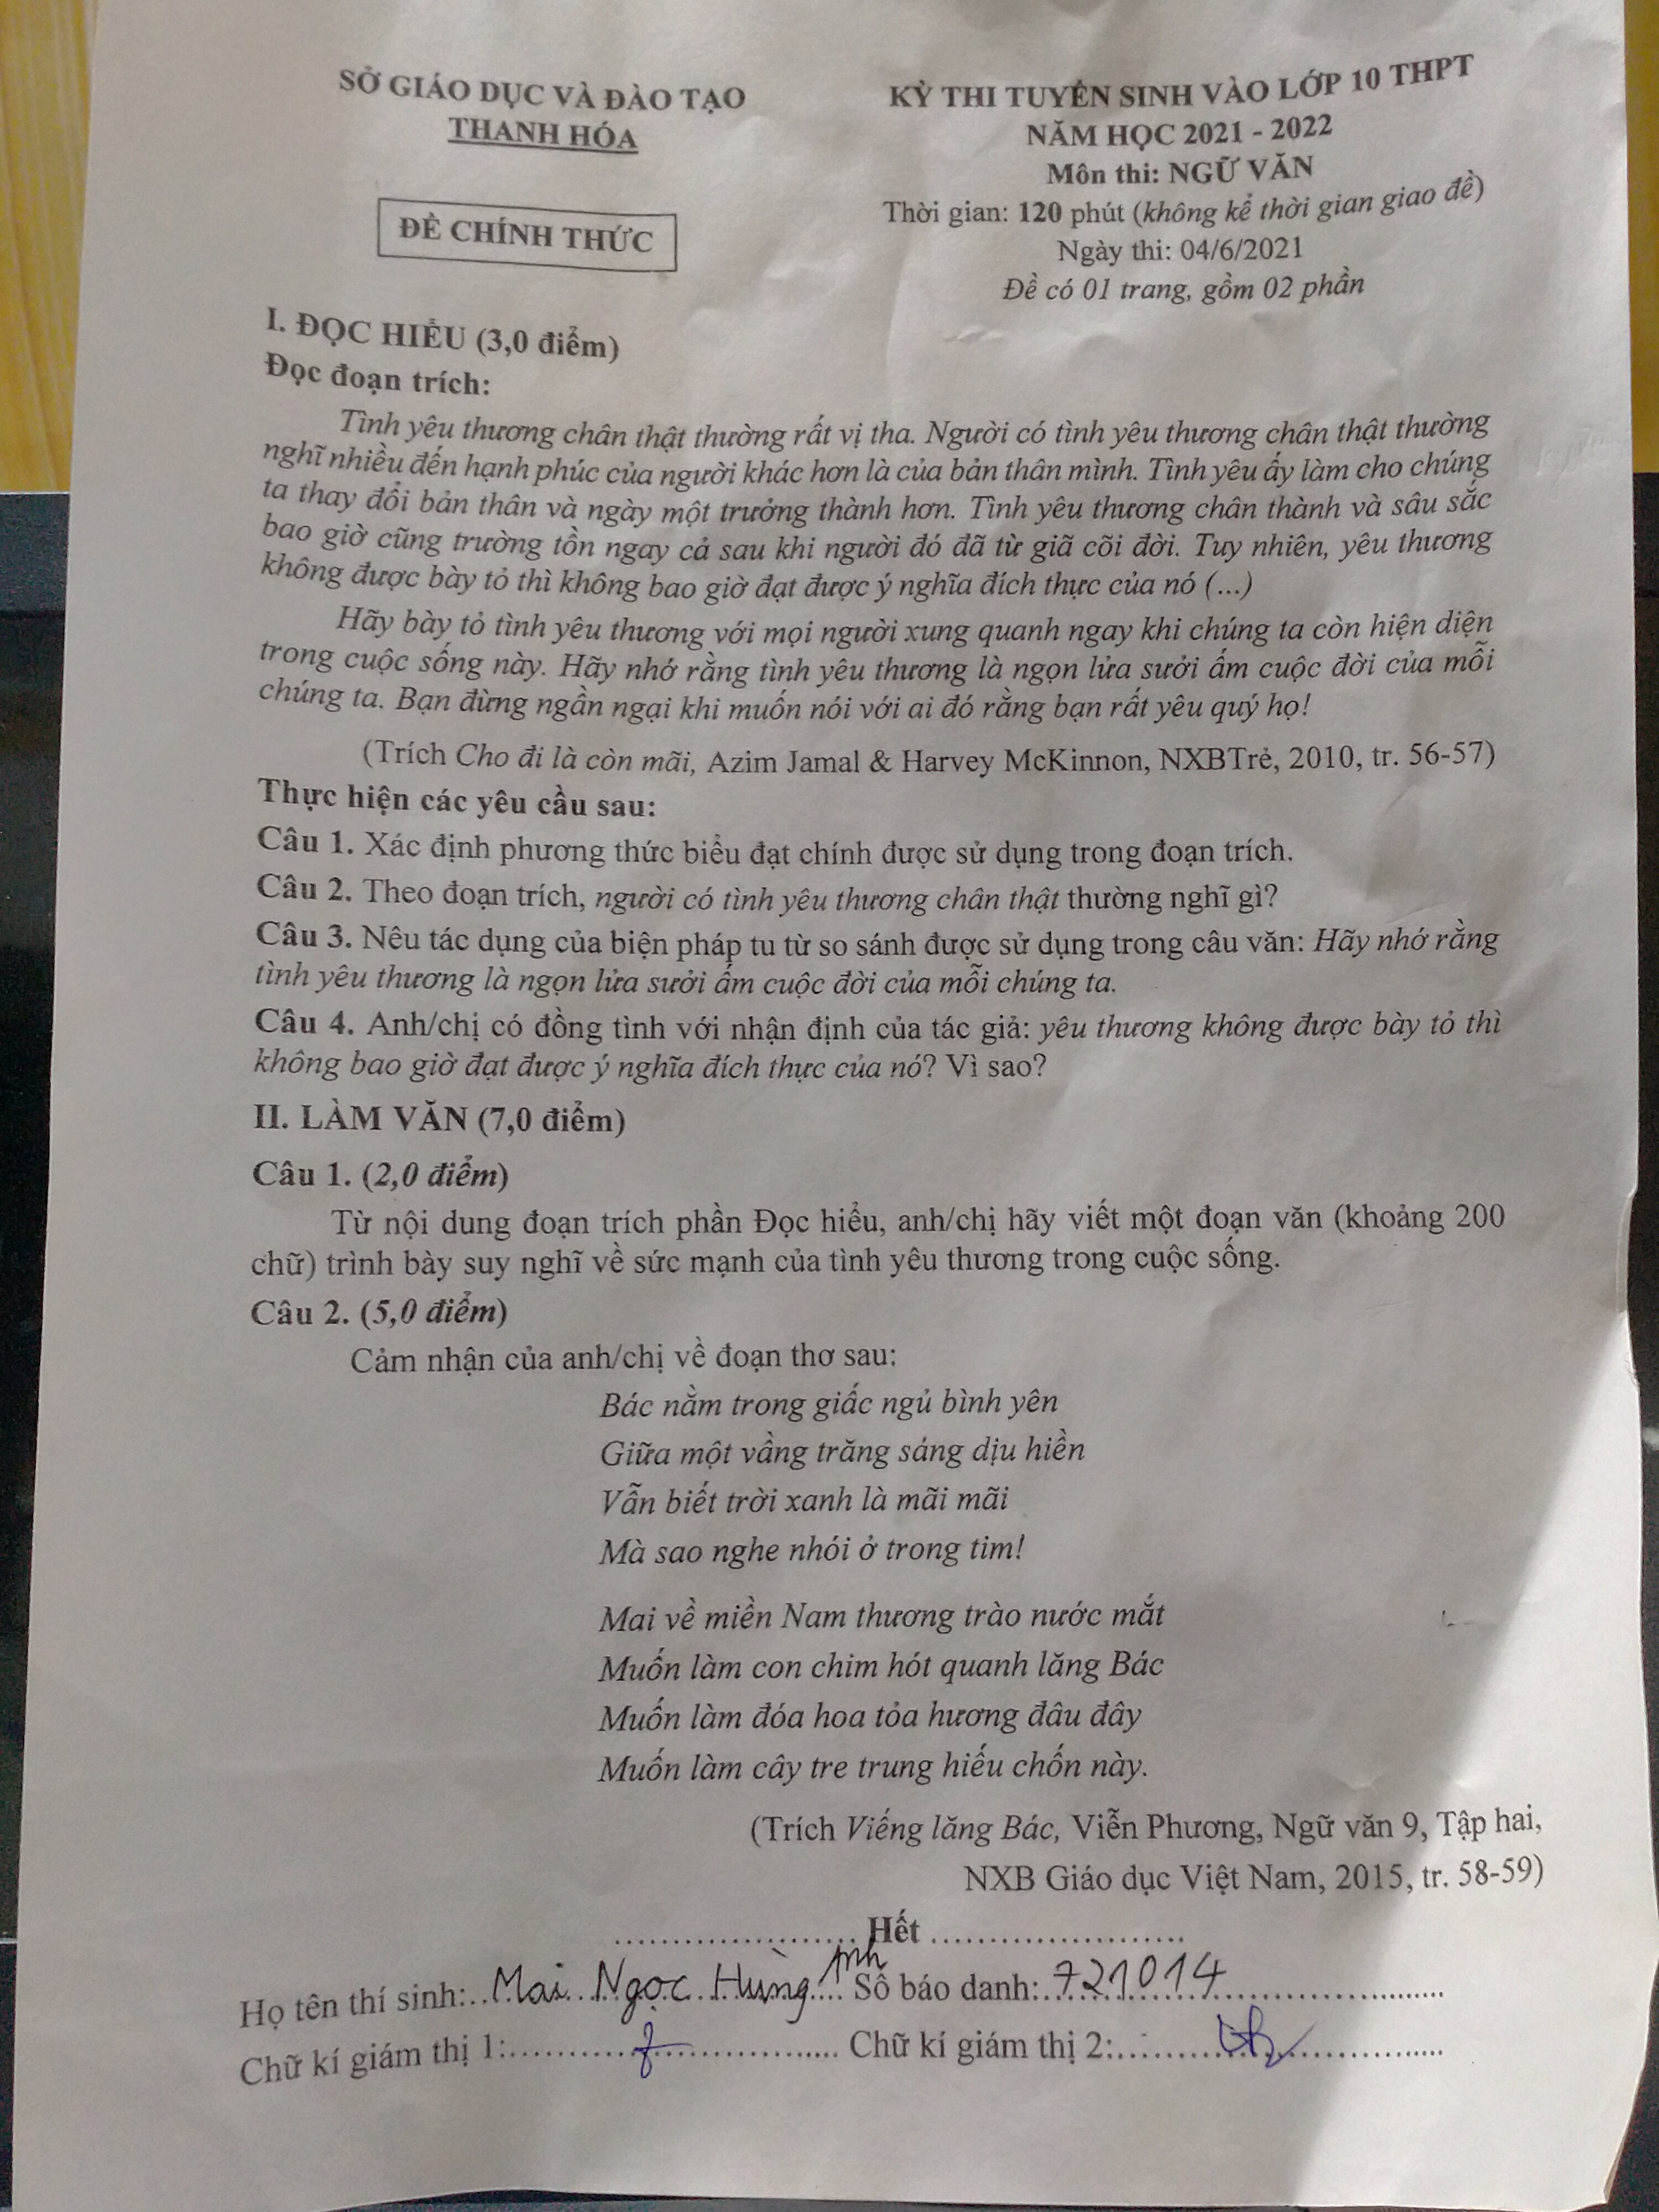 SỞ GIÁO DỤC VÀ ĐÀO TẠO
THANH HÓA
ĐỀ CHÍNH THỨC
KỲ THI TUYỂN SINH VÀO LỚP 10 THPT
NĂM HỌC 2021 - 2022
Môn thi: NGỮ VĂN
Thời gian: 120 phút (không kể thời gian giao đề)
Ngày thi: 04/6/2021
Đề có 01 trang, gồm 02 phần
I. ĐỌC HIỂU (3,0 điểm)
Đọc đoạn trích:
Tình yêu thương chân thật thường rất vị tha. Người có tình yêu thương chân thật thường
nghĩ nhiều đến hạnh phúc của người khác hơn là của bản thân mình. Tình yêu ấy làm cho chúng
ta thay đổi bản thân và ngày một trưởng thành hơn. Tình yêu thương chân thành và sâu sắc
bao giờ cũng trường tồn ngay cả sau khi người đó đã từ giã cõi đời. Tuy nhiên, yêu thương
không được bày tỏ thì không bao giờ đạt được ý nghĩa đích thực của nó (...)
Hãy bày tỏ tình yêu thương với mọi người xung quanh ngay khi chúng ta còn hiện diện
trong cuộc sống này. Hãy nhớ rằng tình yêu thương là ngọn lửa sưởi ấm cuộc đời của mỗi
chúng ta. Bạn đừng ngần ngại khi muốn nói với ai đó rằng bạn rất yêu quý họ!
(Trích Cho đi là còn mãi, Azim Jamal & Harvey McKinnon, NXBTrẻ, 2010, tr. 56-57)
Thực hiện các yêu cầu sau:
Câu 1. Xác định phương thức biểu đạt chính được sử dụng trong đoạn trích.
Câu 2. Theo đoạn trích, người có tình yêu thương chân thật thường nghĩ gì?
Câu 3. Nêu tác dụng của biện pháp tu từ so sánh được sử dụng trong câu văn: Hãy nhớ rằng
tình yêu thương là ngọn lửa sưởi ấm cuộc đời của mỗi chúng ta.
Câu 4. Anh/chị có đồng tình với nhận định của tác giả: yêu thương không được bày tỏ thì
không bao giờ đạt được ý nghĩa đích thực của nó? Vì sao?
II. LÀM VĂN (7,0 điểm)
Câu 1. (2,0 điểm)
Từ nội dung đoạn trích phần Đọc hiểu, anh/chị hãy viết một đoạn văn (khoảng 200
chữ) trình bày suy nghĩ về sức mạnh của tình yêu thương trong cuộc sống.
Câu 2. (5,0 điểm)
Cảm nhận của anh/chị về đoạn thơ sau:
Bác nằm trong giấc ngủ bình yên
Giữa một vầng trăng sáng dịu hiền
Vẫn biết trời xanh là mãi mãi
Mà sao nghe nhói ở trong tim!
Mai về miền Nam thương trào nước mắt
Muốn làm con chim hót quanh lăng Bác
Muốn làm đóa hoa tỏa hương đâu đây
Muốn làm cây tre trung hiếu chốn này.
(Trích Viếng lăng Bác, Viễn Phương, Ngữ văn 9, Tập hai,
NXB Giáo dục Việt Nam, 2015, tr. 58-59)
...................... Hết ......................
Họ tên thí sinh: Mai Ngọc Hùng Số báo danh: 721014
Chữ kí giám thị 1: Chữ kí giám thị 2: